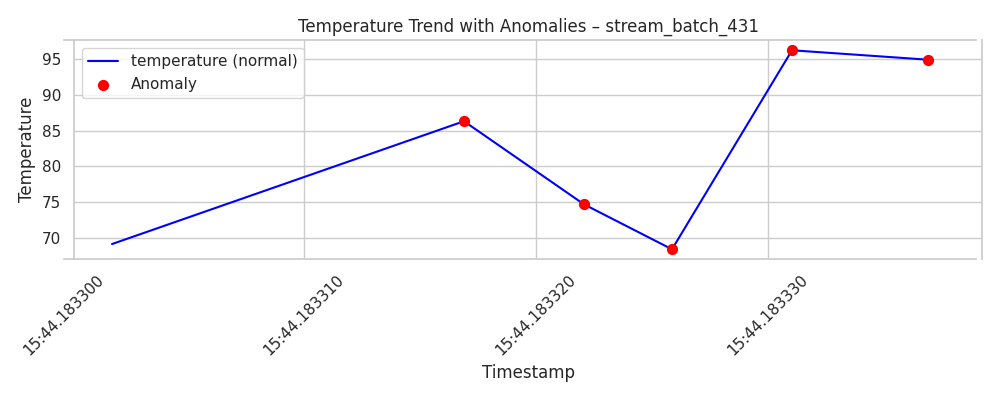 Temperature Trend with Anomalies – stream_batch_431
temperature (normal)
Anomaly
Temperature
95
90
85
80
75
70
15:44.183300
15:44.183310
15:44.183320
15:44.183330
Timestamp